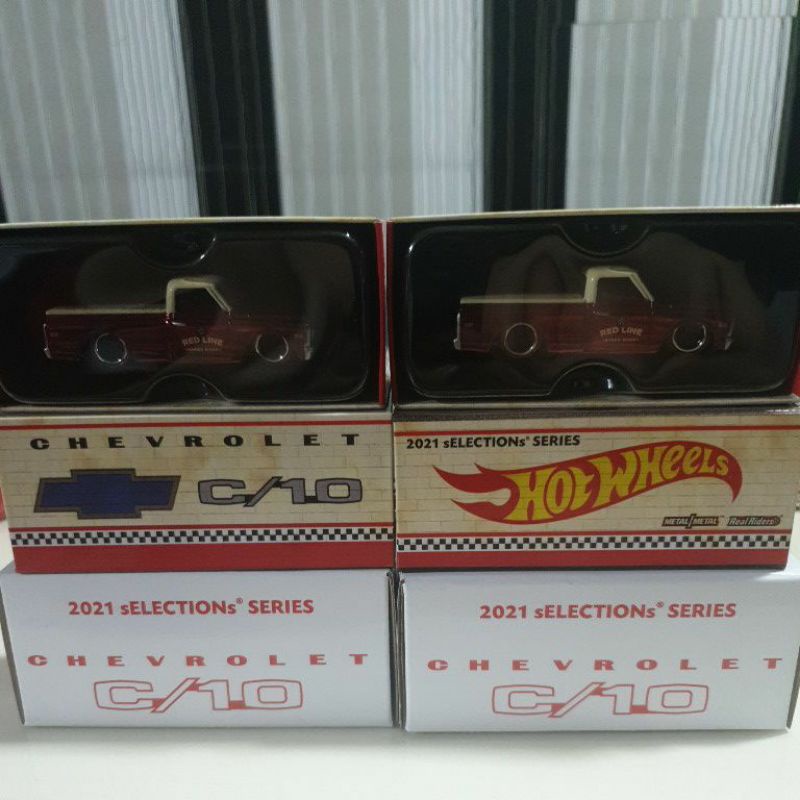 RED LINE
RED LINE
CHEVROLET
C/10
2021 sELECTIONs® SERIES
HOT WHEELS
METAL/METAL Real Riders®
2021 sELECTIONs® SERIES
CHEVROLET
C/10
2021 sELECTIONs® SERIES
CHEVROLET
C/10